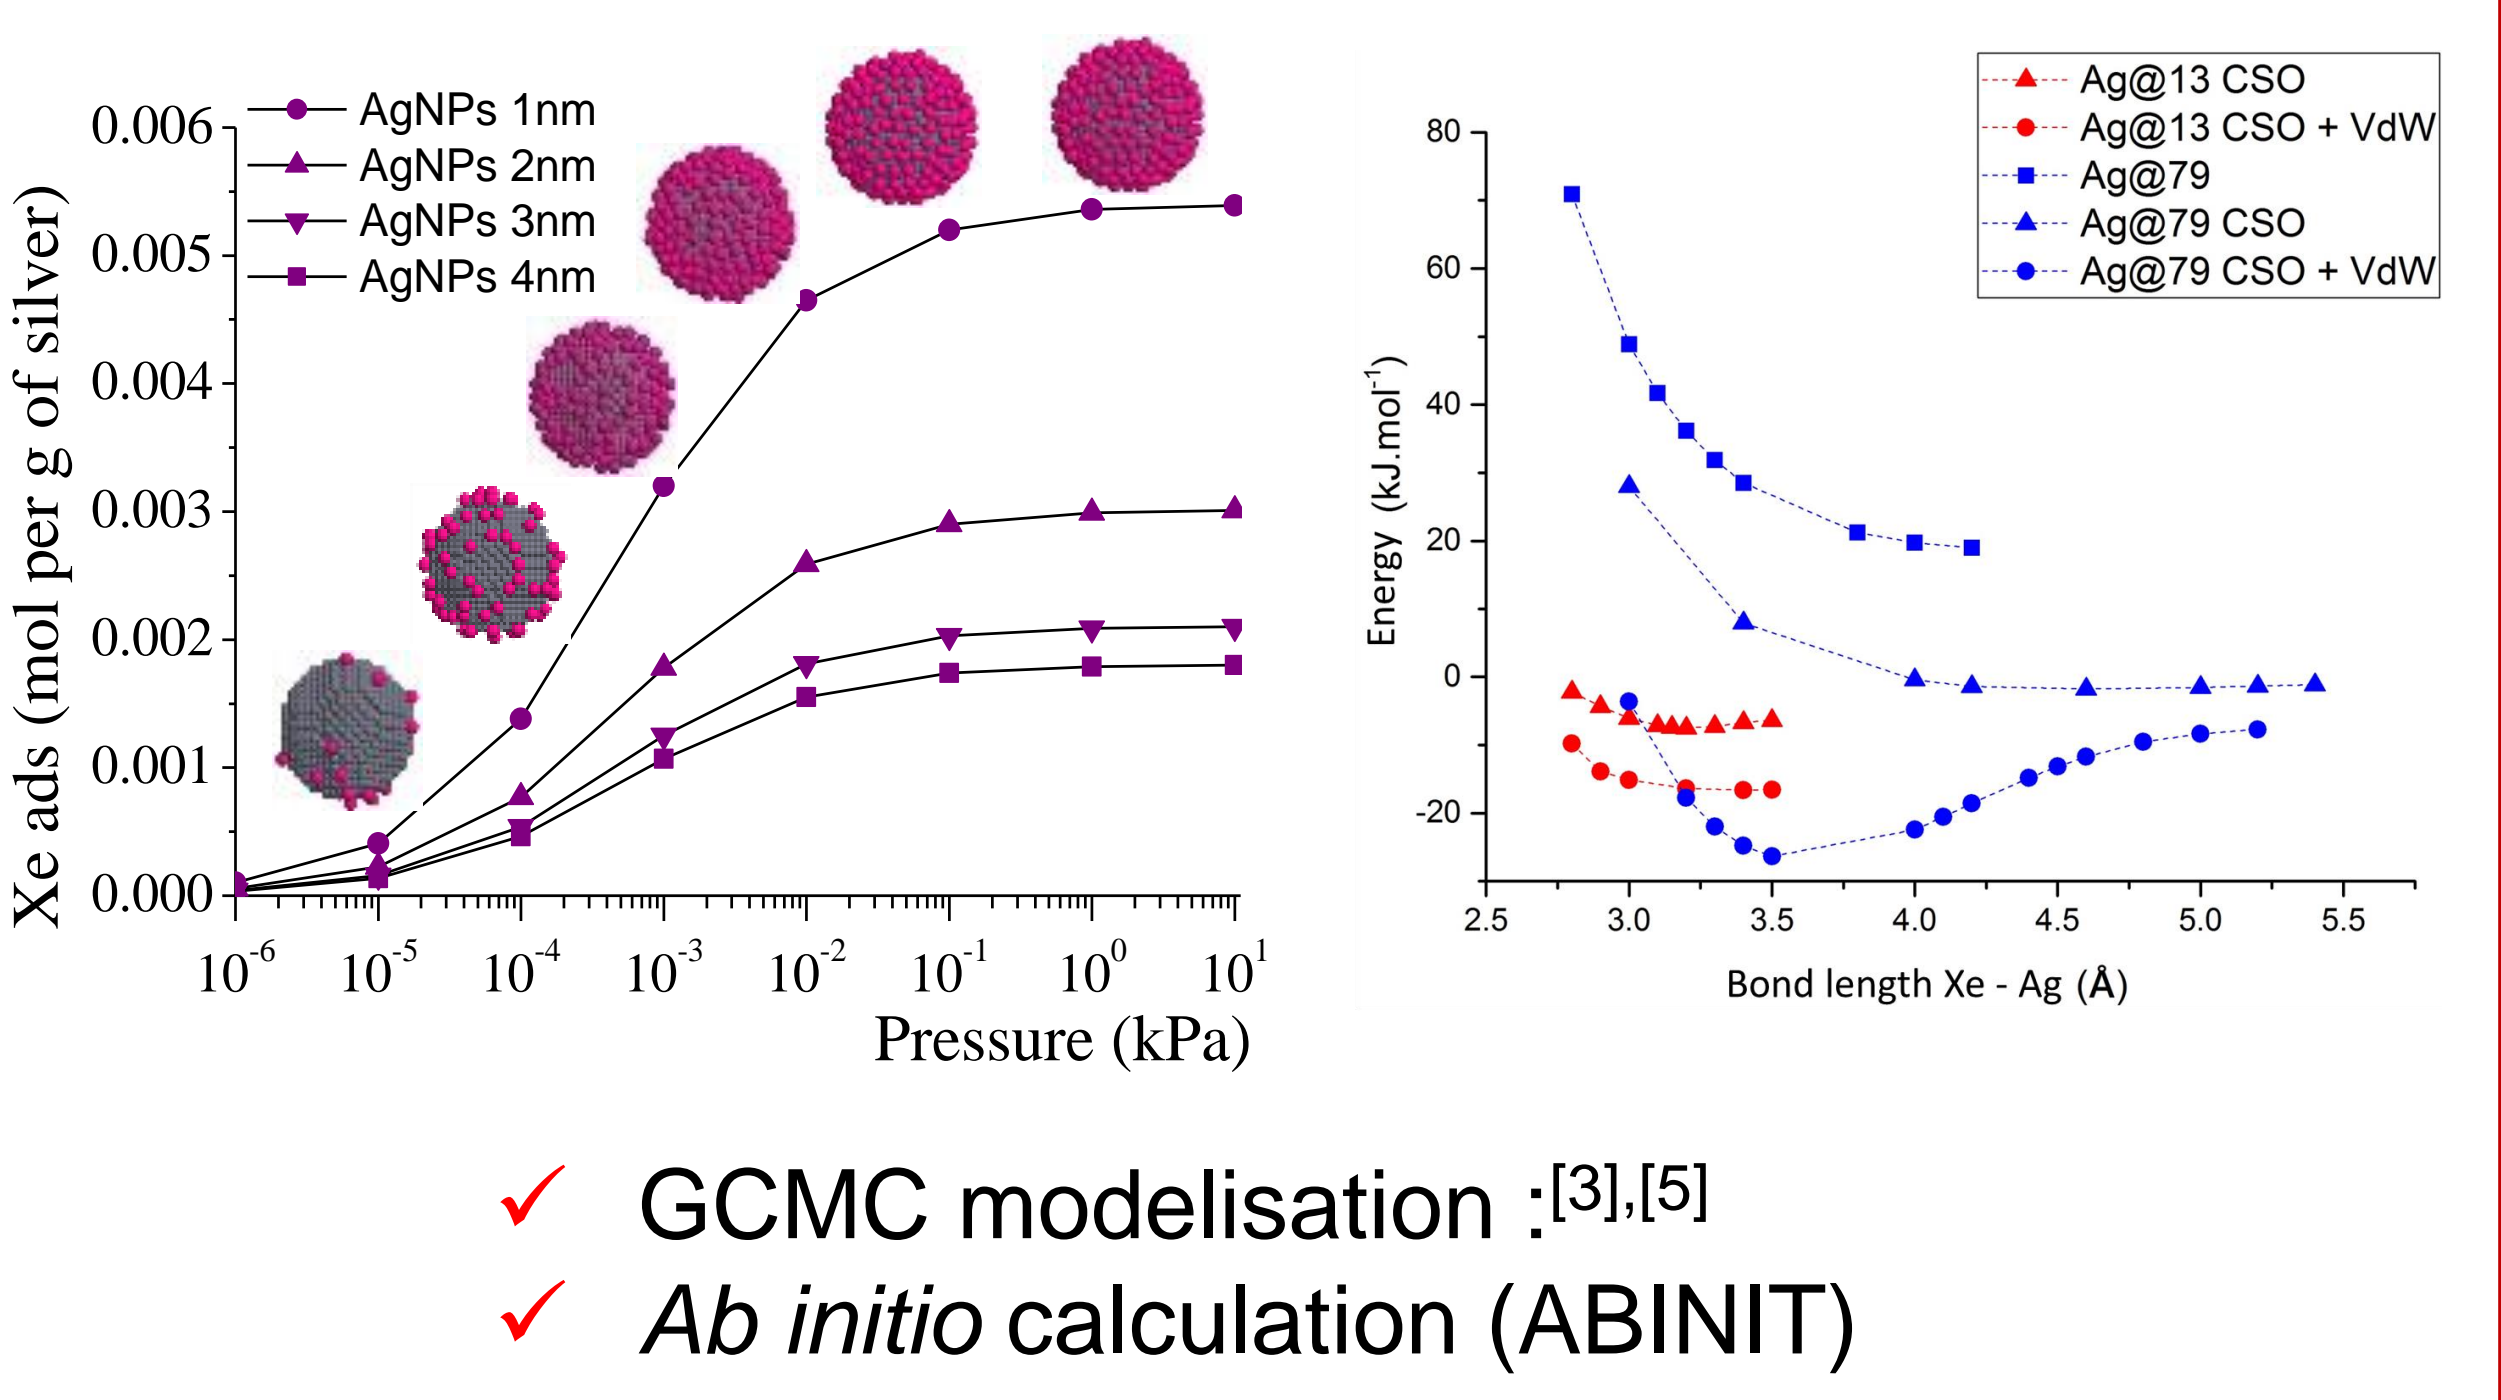 AgNPs 1nm
AgNPs 2nm
AgNPs 3nm
AgNPs 4nm
Xe ads (mol per g of silver)
0.006
0.005
0.004
0.003
0.002
0.001
0.000
10⁻⁶ 10⁻⁵ 10⁻⁴ 10⁻³ 10⁻² 10⁻¹ 10⁰ 10¹
Pressure (kPa)
Ag@13 CSO
Ag@13 CSO + VdW
Ag@79
Ag@79 CSO
Ag@79 CSO + VdW
Energy (kJ.mol⁻¹)
80
60
40
20
0
-20
2.5 3.0 3.5 4.0 4.5 5.0 5.5
Bond length Xe - Ag (Å)
✓ GCMC modelisation :[3],[5]
✓ Ab initio calculation (ABINIT)